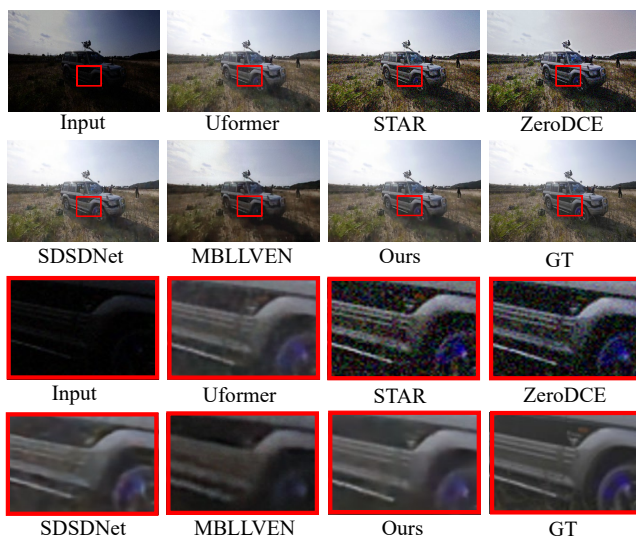 Input Uformer STAR ZeroDCE
SDSDNet MBLLVEN Ours GT
Input Uformer STAR ZeroDCE
SDSDNet MBLLVEN Ours GT